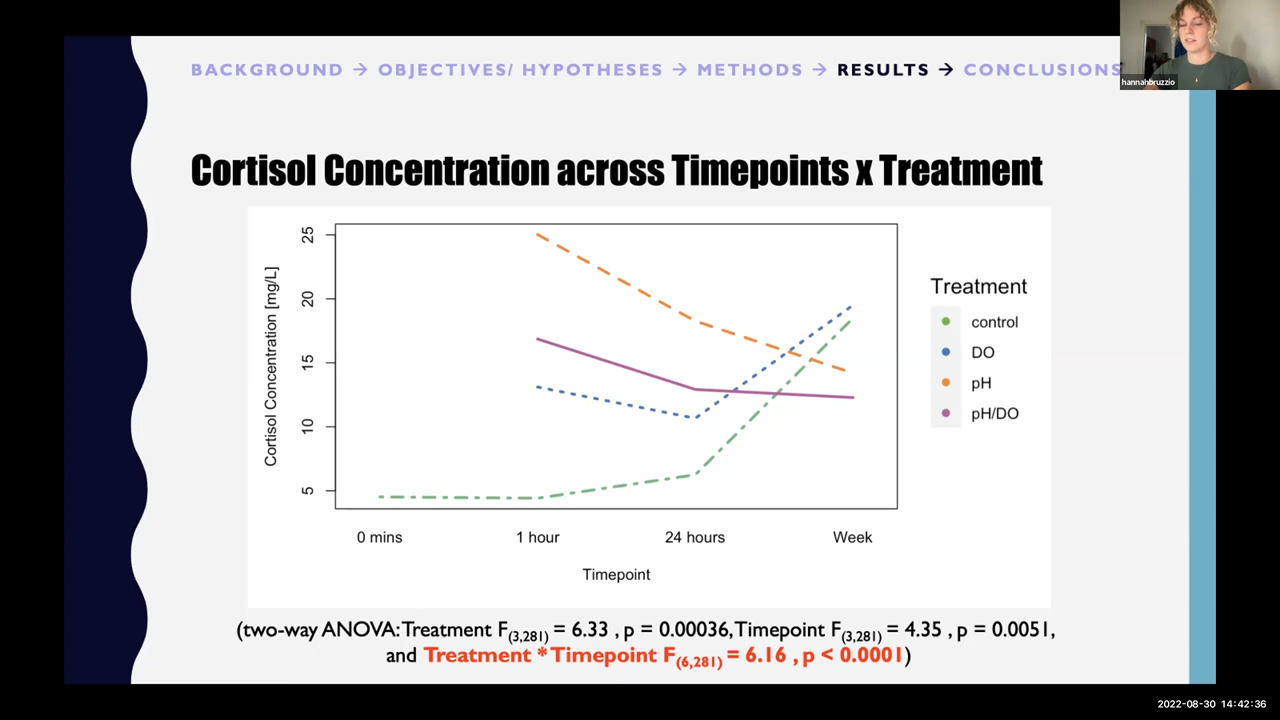 BACKGROUND → OBJECTIVES/ HYPOTHESES → METHODS → RESULTS → CONCLUSIONS
hannahbruzzio
Cortisol Concentration across Timepoints x Treatment
Cortisol Concentration [mg/L]
25
20
15
10
5
0 mins 1 hour 24 hours Week
Timepoint
Treatment
control
DO
pH
pH/DO
(two-way ANOVA: Treatment F(3,281) = 6.33 , p = 0.00036, Timepoint F(3,281) = 4.35 , p = 0.0051,
and Treatment * Timepoint F(6,281) = 6.16 , p < 0.0001)
2022-08-30 14:42:36